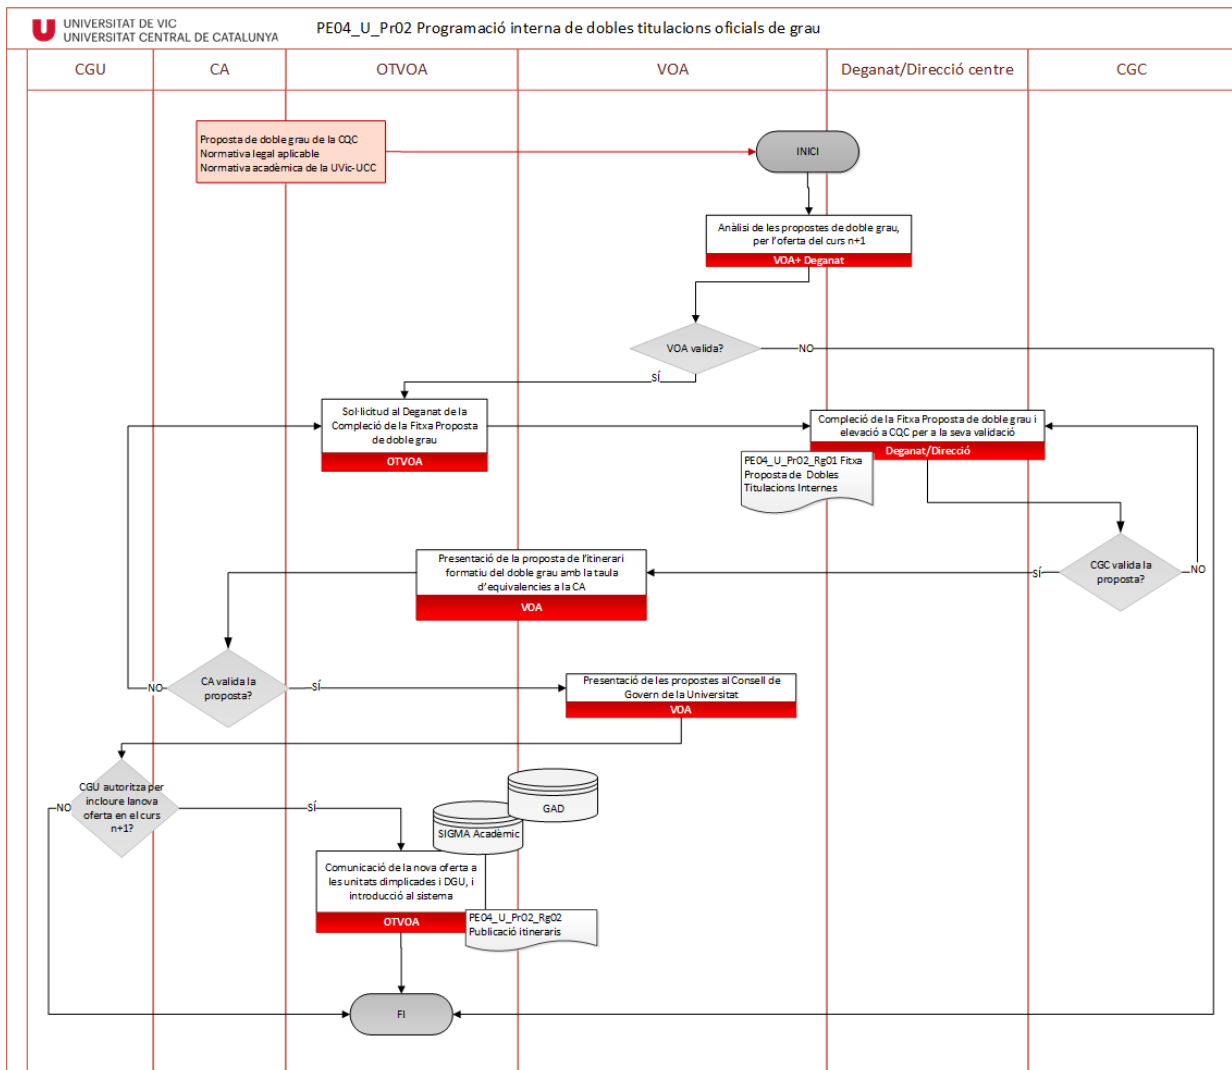 UNIVERSITAT DE VIC
UNIVERSITAT CENTRAL DE CATALUNYA
PE04_U_Pr02 Programació interna de dobles titulacions oficials de grau
CGU
CA
OTVOA
VOA
Deganat/Direcció centre
CGC
Proposta de doble grau de la CQC
Normativa legal aplicable
Normativa acadèmica de la UVic-UCC
INICI
Anàlisi de les propostes de doble grau,
per l'oferta del curs n+1
VOA+ Deganat
VOA valida?
NO
SÍ
Sol·licitud al Deganat de la
Compleció de la Fitxa Proposta
de doble grau
OTVOA
Compleció de la Fitxa Proposta de doble grau i
elevació a CQC per a la seva validació
Deganat/Direcció
PE04_U_Pr02_Rg01 Fitxa
Proposta de Dobles
Titulacions Internes
Presentació de la proposta de l'itinerari
formatiu del doble grau amb la taula
d'equivalencies a la CA
VOA
SÍ
CGC valida la
proposta?
NO
NO
CA valida la
proposta?
SÍ
Presentació de les propostes al Consell de
Govern de la Universitat
VOA
NO
CGU autoritza per
incloure lanova
oferta en el curs
n+1?
SÍ
GAD
SIGMA Acadèmic
Comunicació de la nova oferta a
les unitats dimplicades i DGU, i
introducció al sistema
OTVOA
PE04_U_Pr02_Rg02
Publicació itineraris
FI